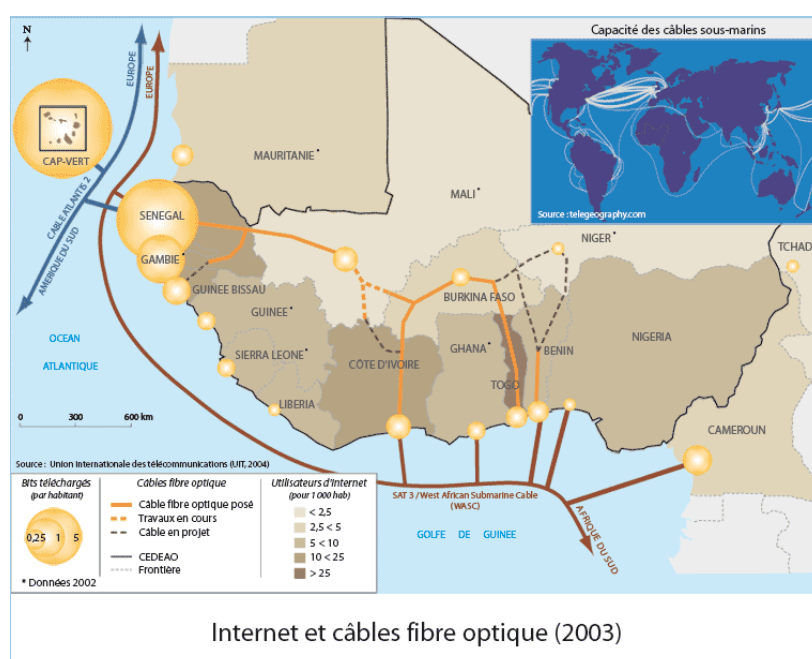 Capacité des câbles sous-marins
Source : telegeography.com
N
EUROPE
EUROPE
CAP-VERT
CABLE ATLANTIS 2
AMERIQUE DU SUD
MAURITANIE *
MALI *
NIGER *
TCHAD
SENEGAL
GAMBIE *
GUINEE BISSAU
GUINEE *
SIERRA LEONE *
LIBERIA
CÔTE D'IVOIRE
BURKINA FASO
GHANA *
TOGO
BENIN
NIGERIA
CAMEROUN
OCEAN
ATLANTIQUE
0 300 600 km
Source : Union internationale des télécommunications (UIT, 2004)
SAT 3 / West African Submarine Cable
(WASC)
GOLFE DE GUINEE
AFRIQUE DU SUD
Bits téléchargés
(par habitant)
0,25 1 5
* Données 2002
Câbles fibre optique
Câble fibre optique posé
Travaux en cours
Câble en projet
CEDEAO
Frontière
Utilisateurs d'Internet
(pour 1 000 hab)
< 2,5
2,5 < 5
5 < 10
10 < 25
> 25
Internet et câbles fibre optique (2003)